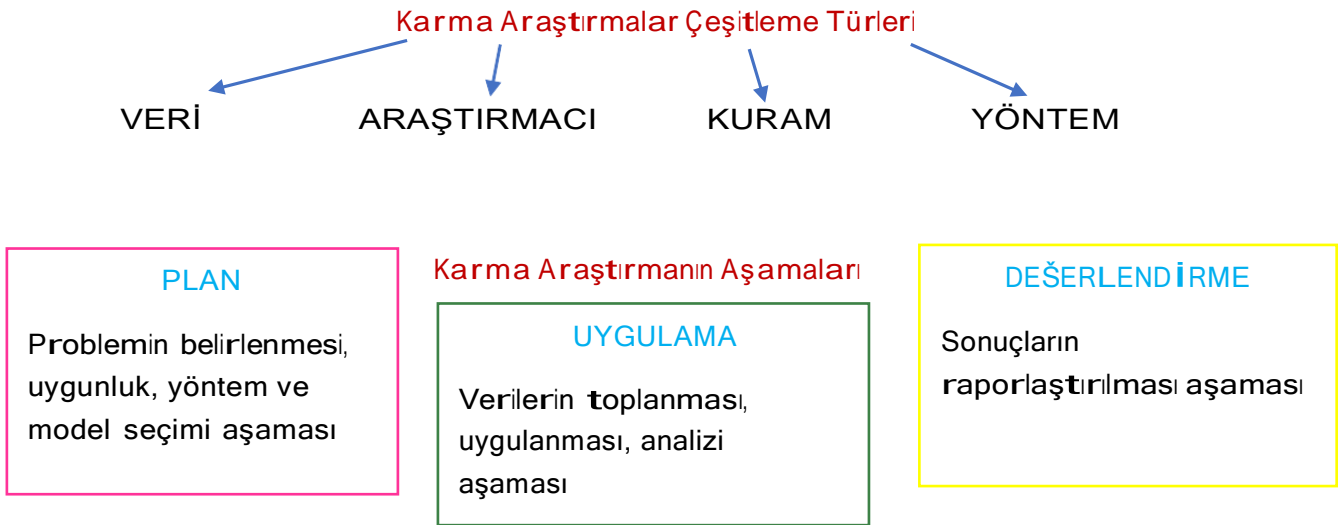 Karma Araştırmalar Çeşitleme Türleri
VERİ ARAŞTIRMACI KURAM YÖNTEM
Karma Araştırmanın Aşamaları
PLAN
Problemin belirlenmesi,
uygunluk, yöntem ve
model seçimi aşaması
UYGULAMA
Verilerin toplanması,
uygulanması, analizi
aşaması
DEŠERLENDİRME
Sonuçların
raporlaştırılması aşaması